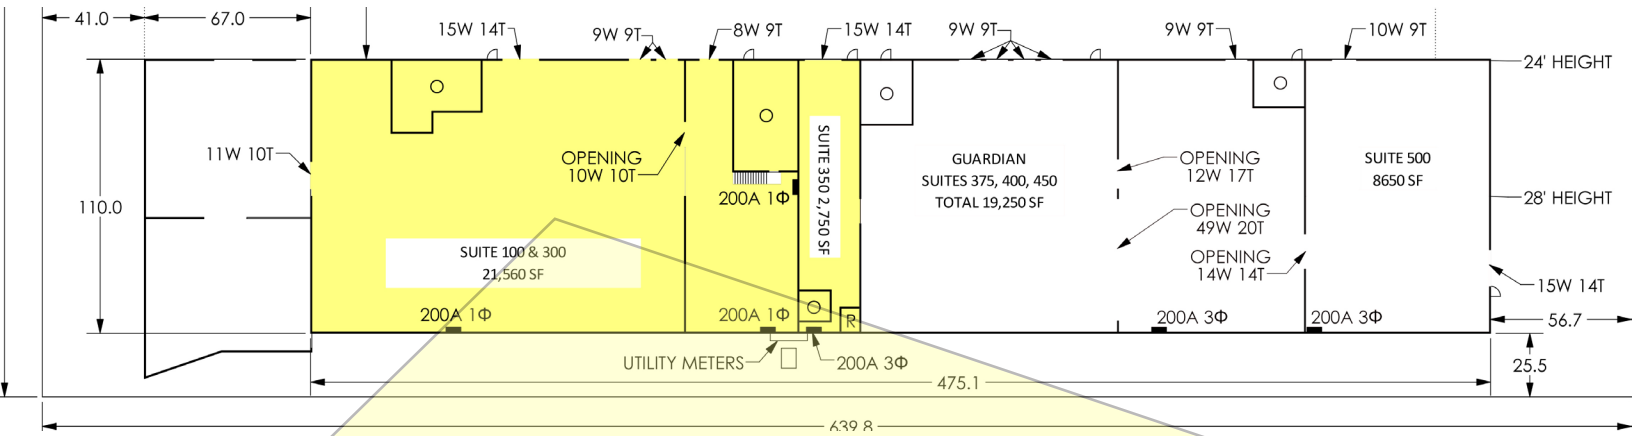 41.0
67.0
15W 14T
9W 9T
8W 9T
15W 14T
9W 9T
9W 9T
10W 9T
24' HEIGHT
11W 10T
OPENING
10W 10T
SUITE 350 2,750 SF
GUARDIAN
SUITES 375, 400, 450
TOTAL 19,250 SF
OPENING
12W 17T
SUITE 500
8650 SF
110.0
200A 1Φ
28' HEIGHT
OPENING
49W 20T
SUITE 100 & 300
21,560 SF
OPENING
14W 14T
15W 14T
200A 1Φ
200A 1Φ
R
200A 3Φ
200A 3Φ
56.7
UTILITY METERS
200A 3Φ
25.5
475.1
639.8